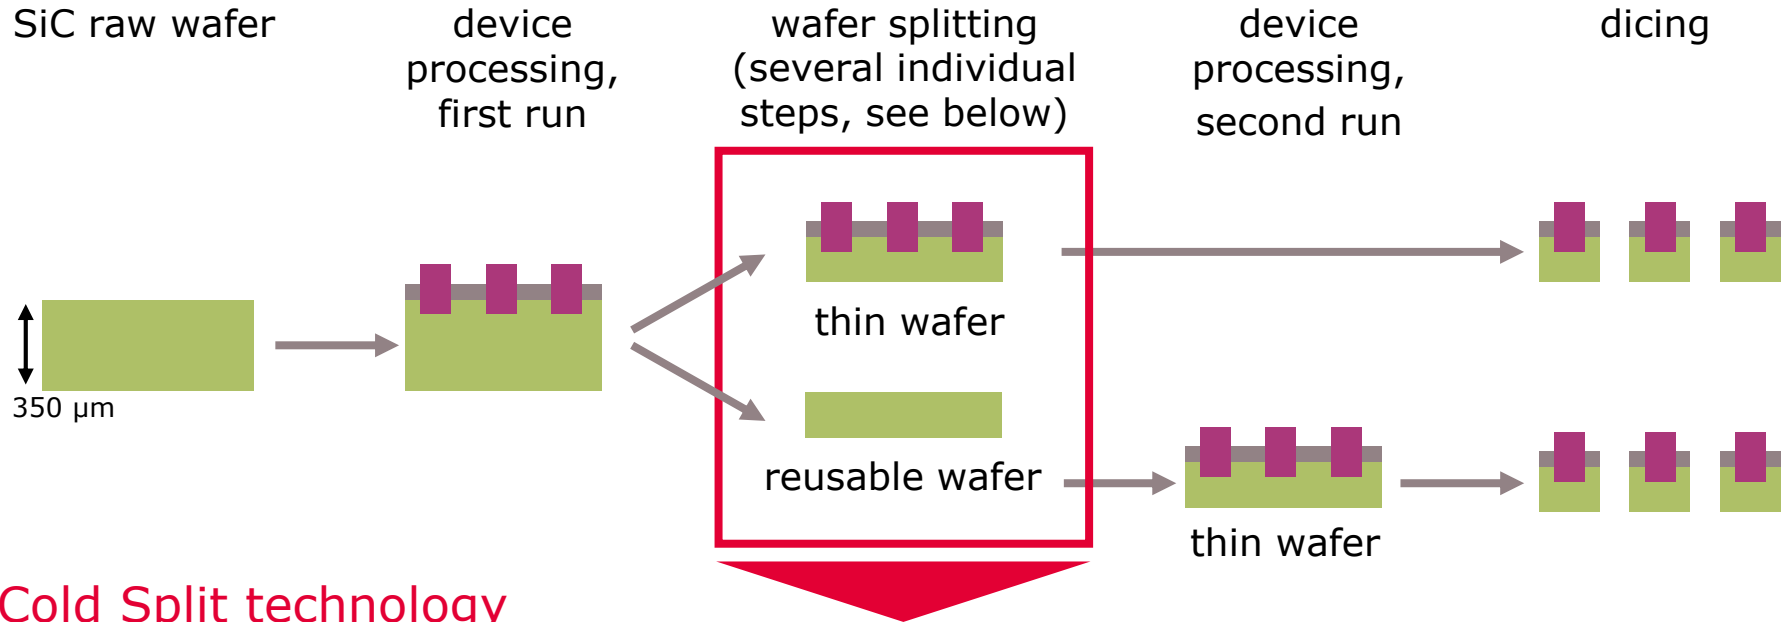 SiC raw wafer
device
processing,
first run
wafer splitting
(several individual
steps, see below)
device
processing,
second run
dicing
350 µm
thin wafer
reusable wafer
thin wafer
Cold Split technology